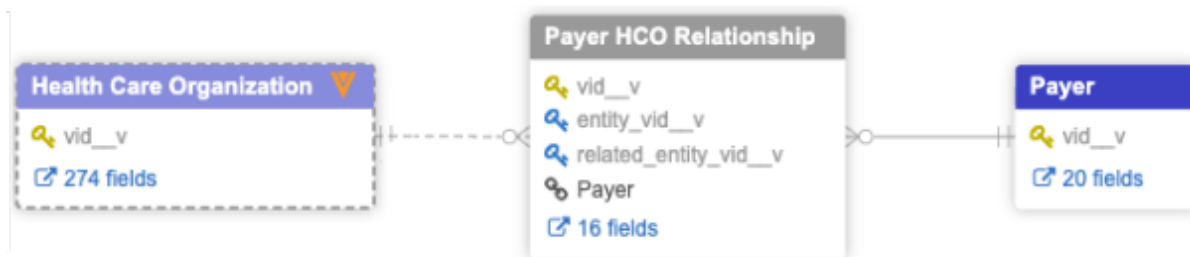 Health Care Organization
vid__v
274 fields
Payer HCO Relationship
vid__v
entity_vid__v
related_entity_vid__v
Payer
16 fields
Payer
vid__v
20 fields